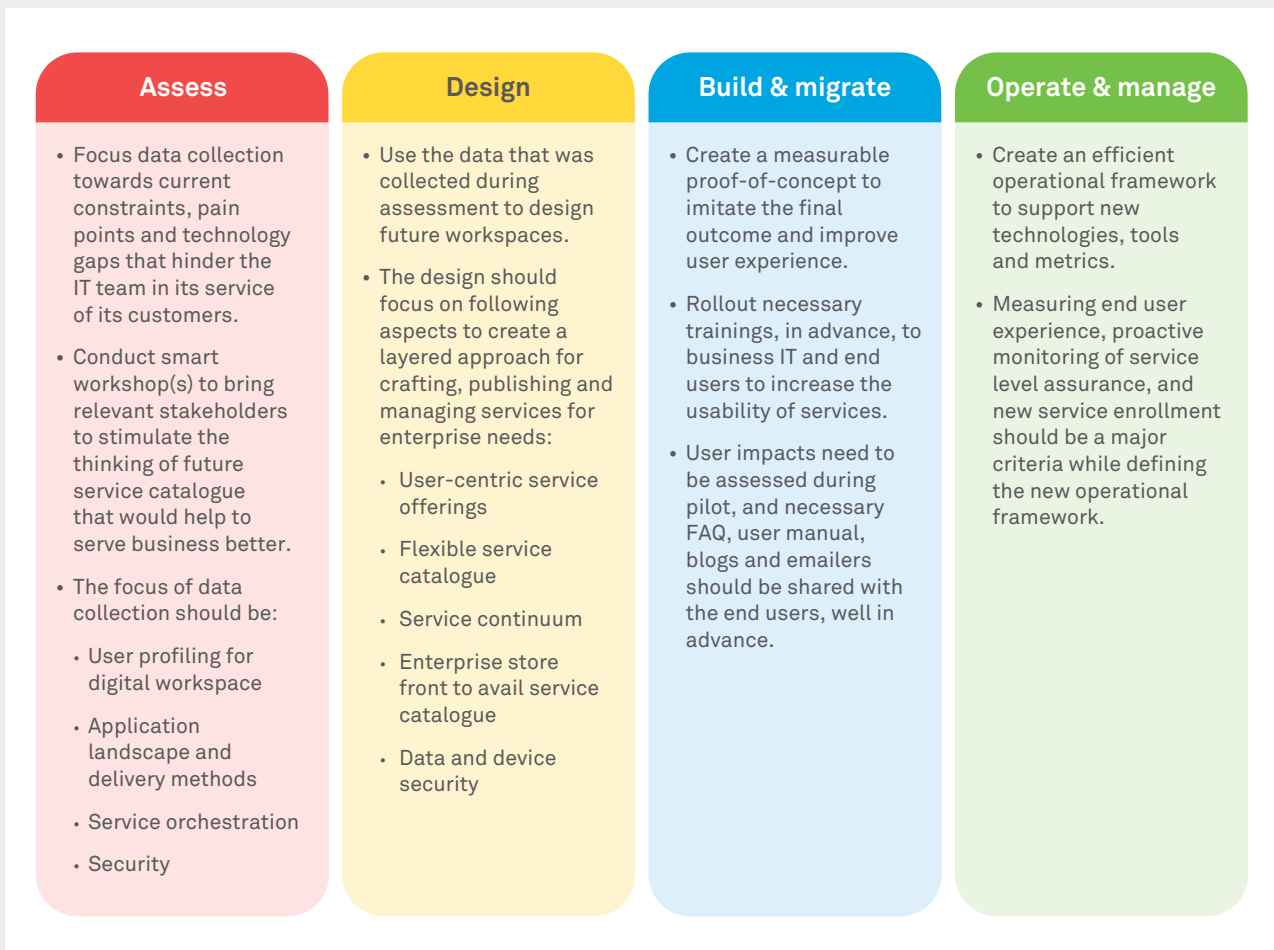 Assess
• Focus data collection
towards current
constraints, pain
points and technology
gaps that hinder the
IT team in its service
of its customers.
• Conduct smart
workshop(s) to bring
relevant stakeholders
to stimulate the
thinking of future
service catalogue
that would help to
serve business better.
• The focus of data
collection should be:
• User profiling for
digital workspace
• Application
landscape and
delivery methods
• Service orchestration
• Security
Design
• Use the data that was
collected during
assessment to design
future workspaces.
• The design should
focus on following
aspects to create a
layered approach for
crafting, publishing and
managing services for
enterprise needs:
• User-centric service
offerings
• Flexible service
catalogue
• Service continuum
• Enterprise store
front to avail service
catalogue
• Data and device
security
Build & migrate
• Create a measurable
proof-of-concept to
imitate the final
outcome and improve
user experience.
• Rollout necessary
trainings, in advance, to
business IT and end
users to increase the
usability of services.
• User impacts need to
be assessed during
pilot, and necessary
FAQ, user manual,
blogs and emailers
should be shared with
the end users, well in
advance.
Operate & manage
• Create an efficient
operational framework
to support new
technologies, tools
and metrics.
• Measuring end user
experience, proactive
monitoring of service
level assurance, and
new service enrollment
should be a major
criteria while defining
the new operational
framework.